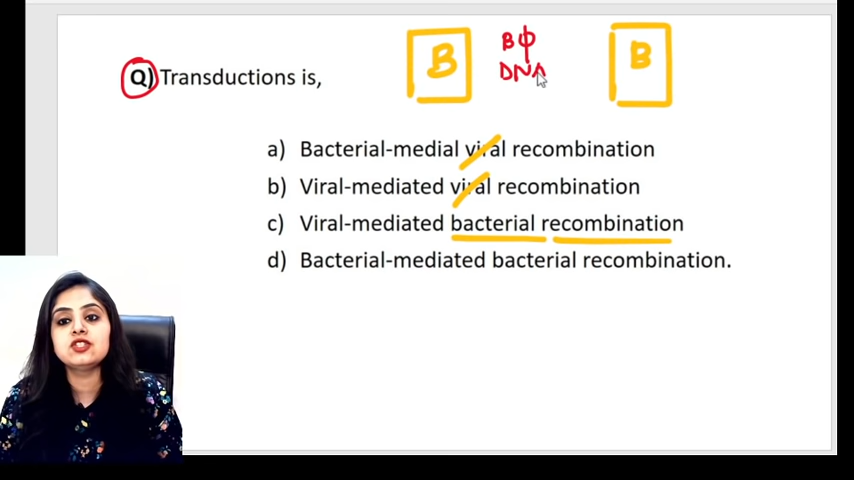 B
BΦ
B
DNA
Q) Transductions is,
a) Bacterial-medial viral recombination
b) Viral-mediated viral recombination
c) Viral-mediated bacterial recombination
d) Bacterial-mediated bacterial recombination.